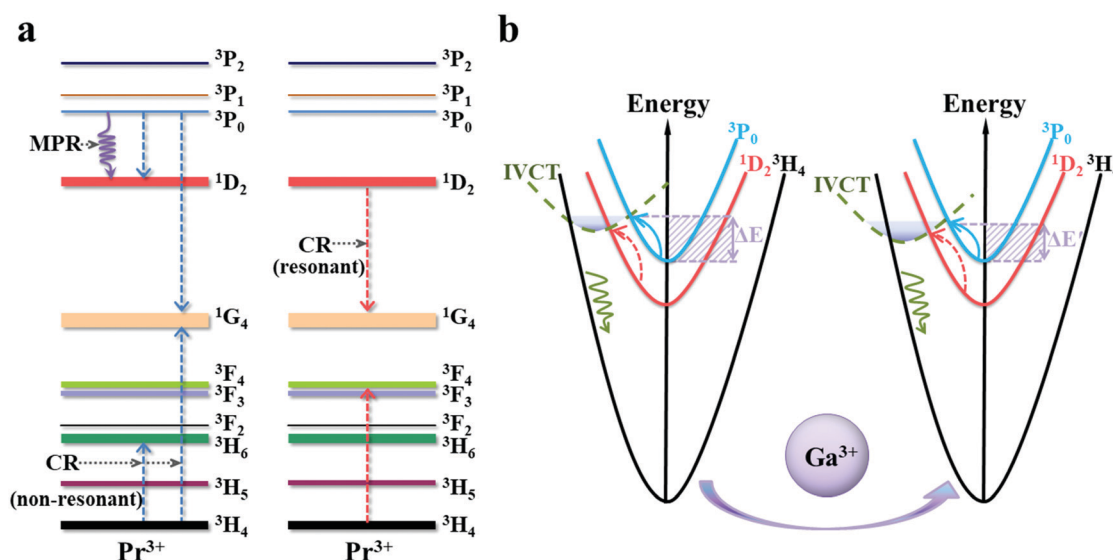 a
³P₂
³P₁
³P₀
MPR
¹D₂
¹G₄
³F₄
³F₃
³F₂
³H₆
CR
(non-resonant)
³H₅
³H₄
Pr³⁺
³P₂
³P₁
³P₀
¹D₂
CR
(resonant)
¹G₄
³F₄
³F₃
³F₂
³H₆
³H₅
³H₄
Pr³⁺
b
Energy
³P₀
¹D₂ ³H₄
IVCT
ΔE
Energy
³P₀
¹D₂ ³H
IVCT
ΔE'
Ga³⁺